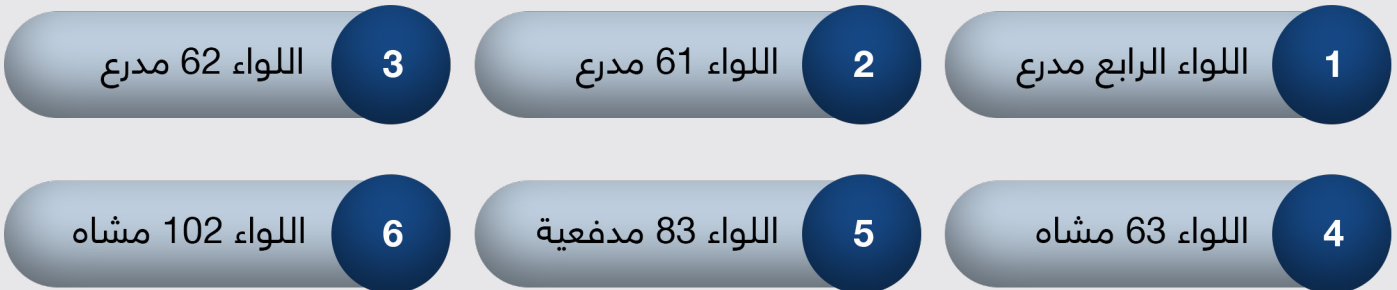 1 اللواء الرابع مدرع
2 اللواء 61 مدرع
3 اللواء 62 مدرع
4 اللواء 63 مشاه
5 اللواء 83 مدفعية
6 اللواء 102 مشاه